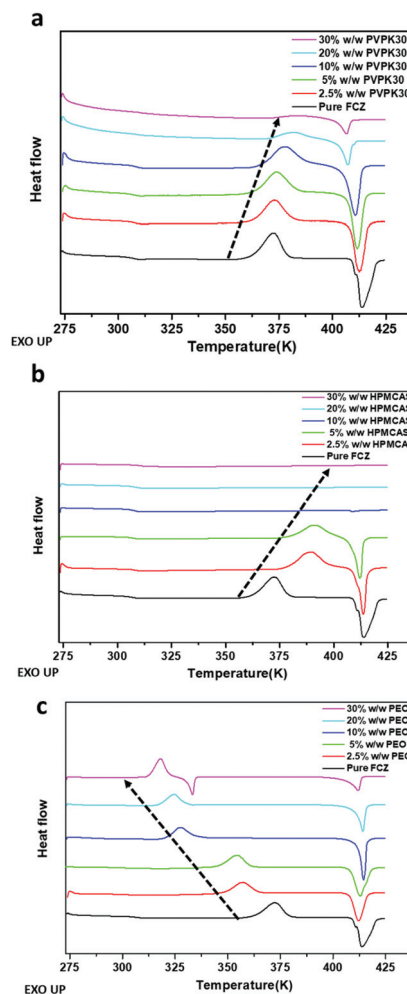 a
30% w/w PVPK30
20% w/w PVPK30
10% w/w PVPK30
5% w/w PVPK30
2.5% w/w PVPK30
Pure FCZ
Heat flow
275 300 325 350 375 400 425
EXO UP
Temperature(K)
b
30% w/w HPMCAS
20% w/w HPMCAS
10% w/w HPMCAS
5% w/w HPMCAS
2.5% w/w HPMCAS
Pure FCZ
Heat flow
275 300 325 350 375 400 425
EXO UP
Temperature(K)
c
30% w/w PEO
20% w/w PEO
10% w/w PEO
5% w/w PEO
2.5% w/w PEO
Pure FCZ
Heat flow
275 300 325 350 375 400 425
Temperature(K)
EXO UP